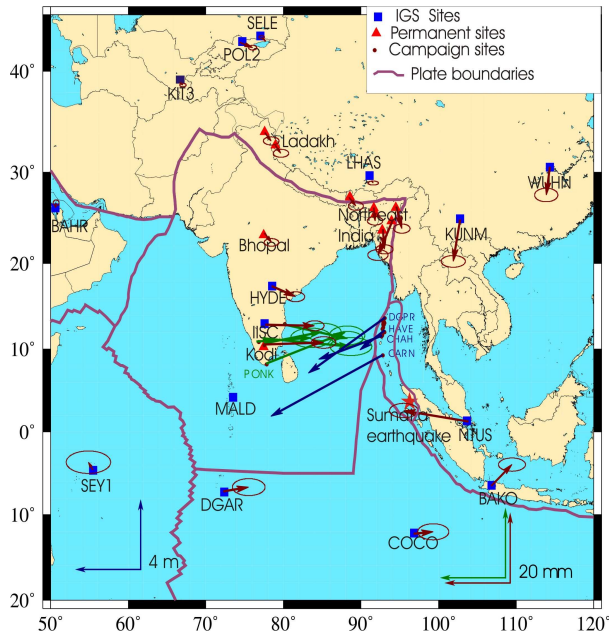 SELE
IGS Sites
POL2
Permanent sites
Campaign sites
40°
Plate boundaries
KIT3
Ladakh
30°
LHAS
WUHN
BAHR
Northeast
India
KUNM
Bhopal
20°
HYDE
IISC
DGPR
HAVE
CHAH
10°
Kodi
CARN
PONK
MALD
Sumatra
earthquake
NTUS
0°
SEY1
DGAR
BAKO
10°
COCO
4 m
20 mm
20°
50° 60° 70° 80° 90° 100° 110° 120°